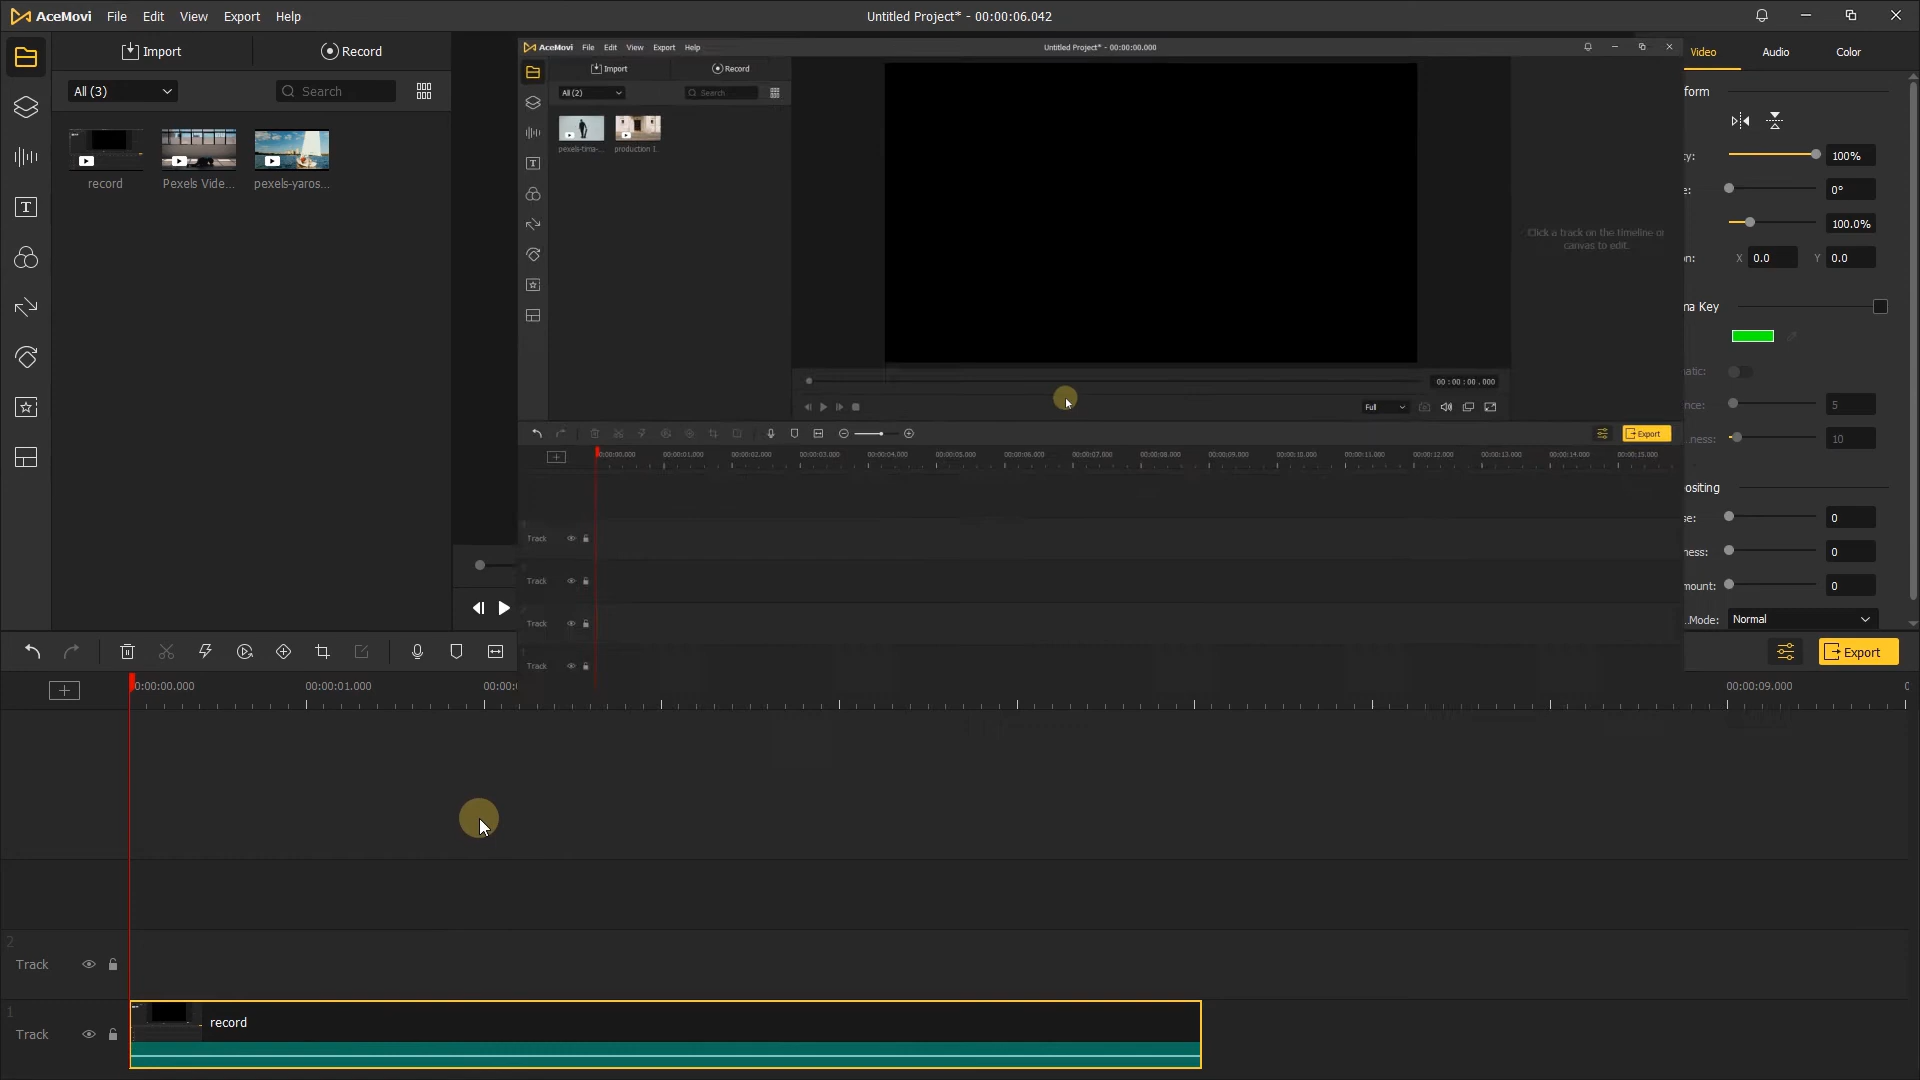 AceMovi File Edit View Export Help
Untitled Project* - 00:00:06.042
Import Record
All (3) Search
record Pexels Vide... pexels-yaros...
AceMovi File Edit View Export Help
Untitled Project* - 00:00:00.000
Import Record
All (2) Search
pexels-tima-... production I.
Click a track on the timeline or
canvas to edit.
00:00:00.000
Full
Export
0:00:00.000 00:00:01.000 00:00:02.000 00:00:03.000 00:00:04.000 00:00:05.000 00:00:06.000 00:00:07.000 00:00:08.000 00:00:09.000 00:00:10.000 00:00:11.000 00:00:12.000 00:00:13.000 00:00:14.000 00:00:15.000
Track
Track
Track
Track
Video Audio Color
form
ty: 100%
e: 0°
100.0%
on: X 0.0 Y 0.0
na Key
atic:
nce: 5
..ness: 10
ositing
se: 0
ness: 0
mount: 0
.Mode: Normal
Export
0:00:00.000 00:00:01.000 00:00:0 00:00:09.000 0
2
Track
1
Track
record